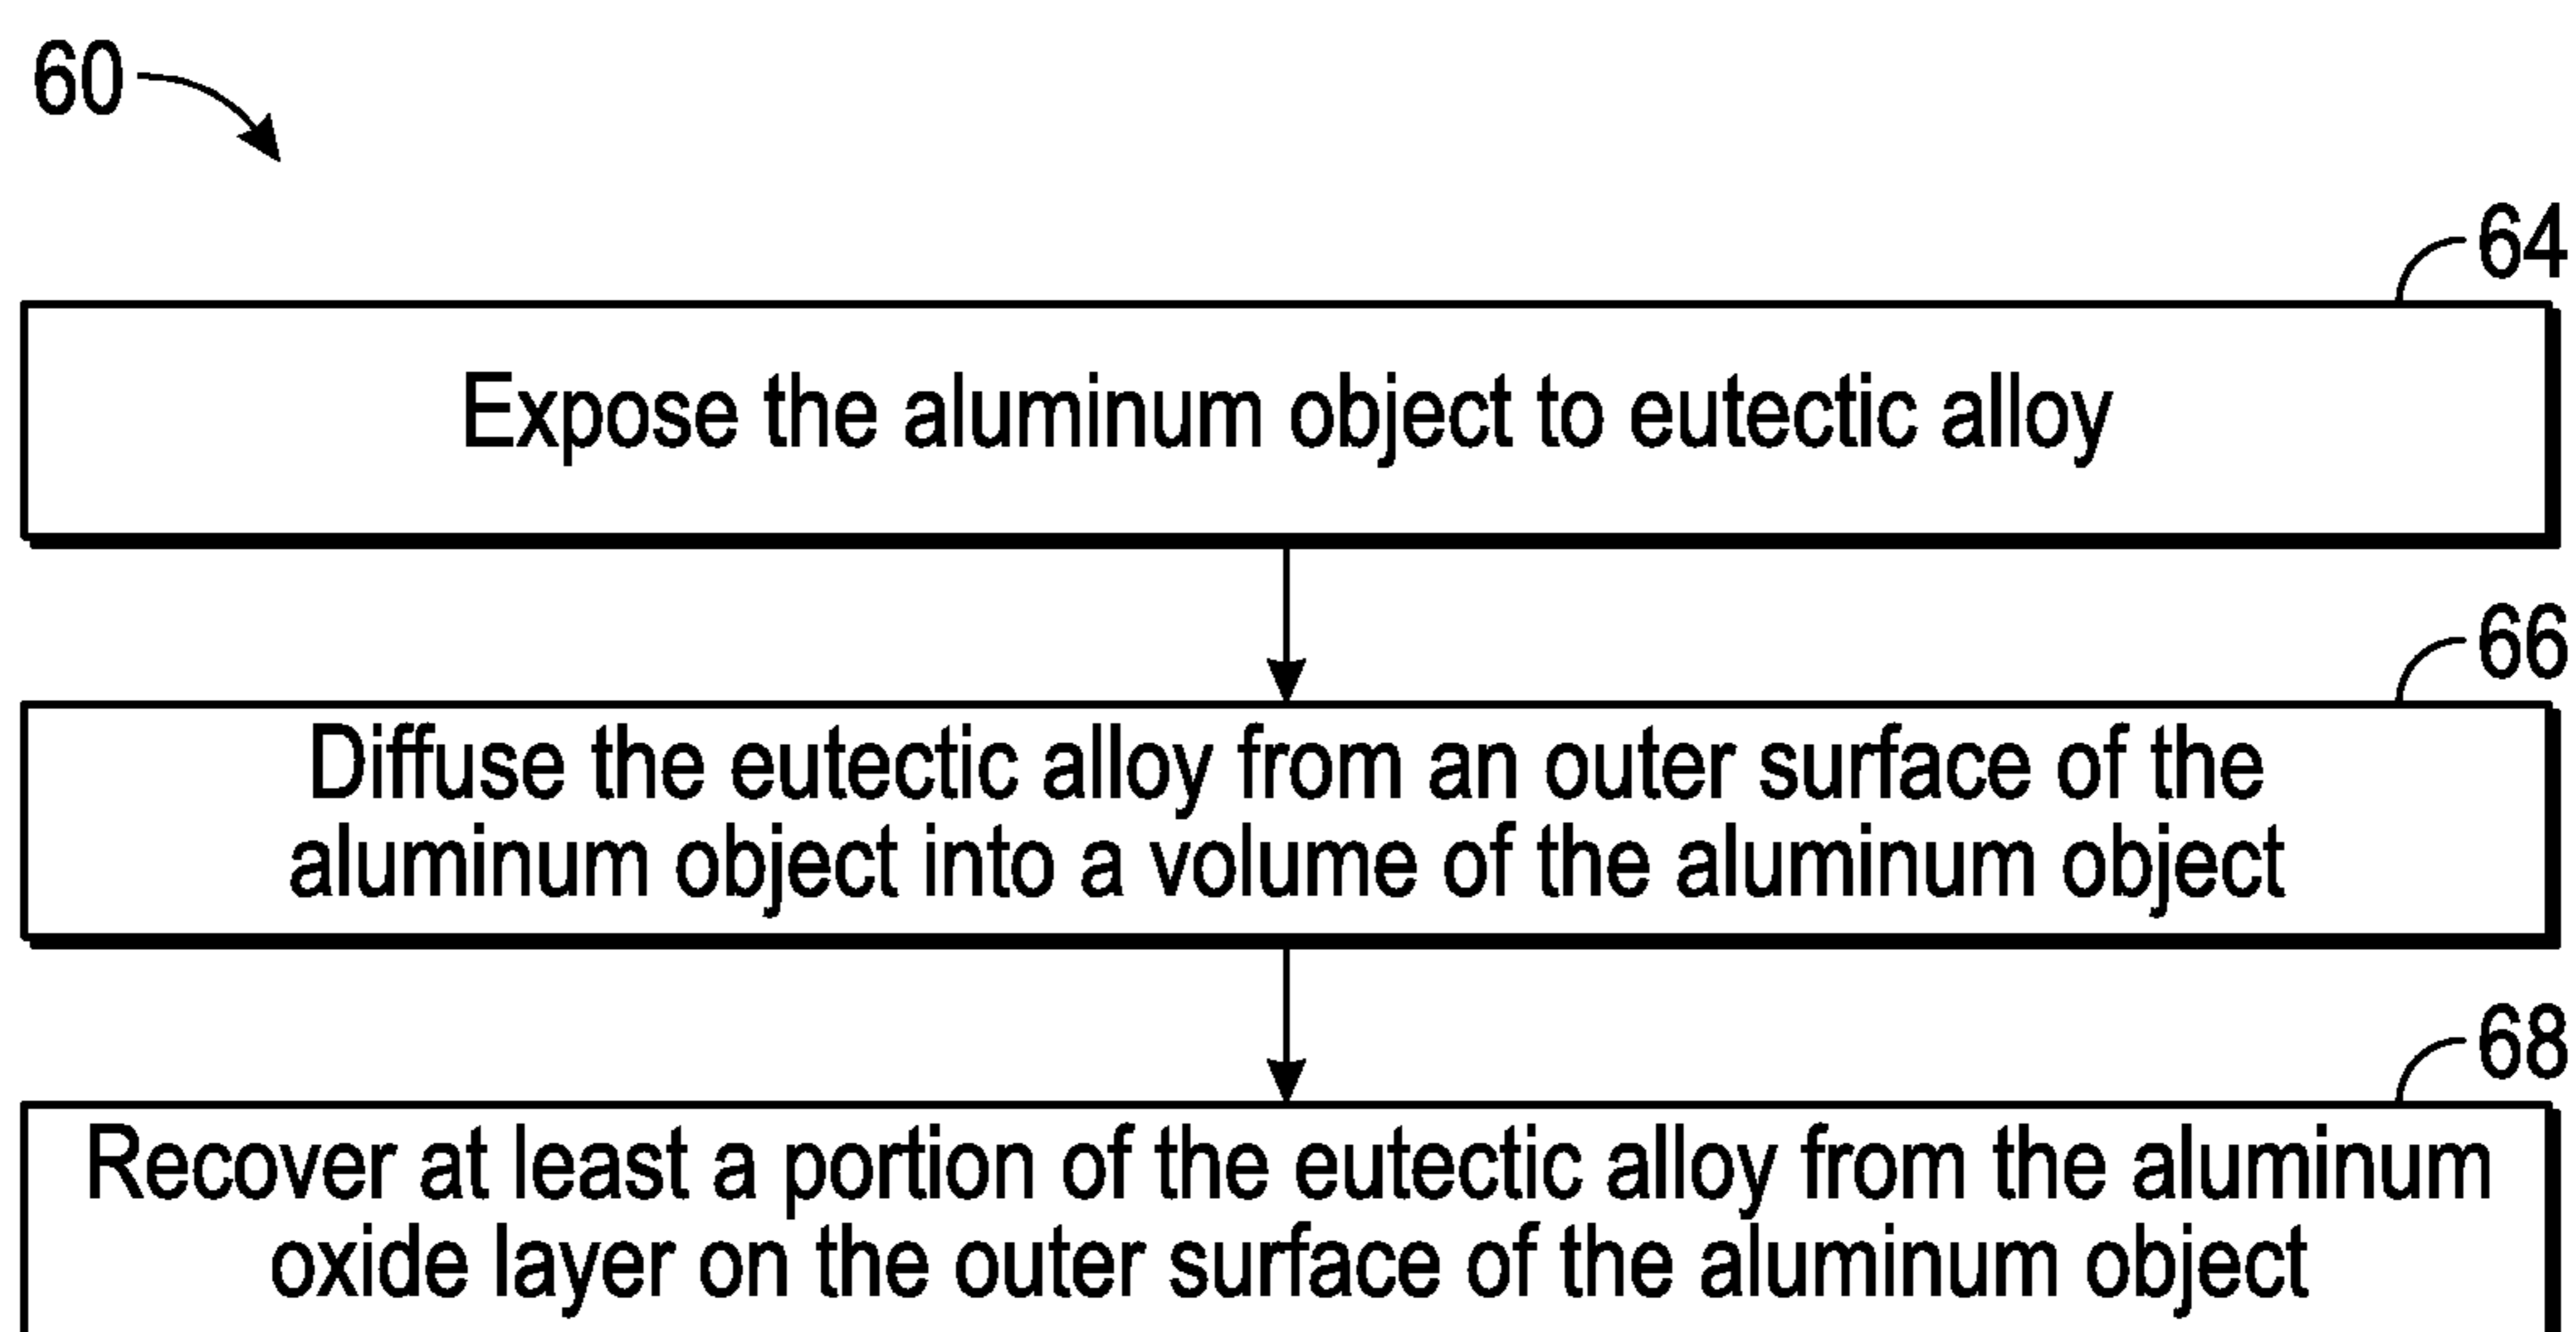 60
64
Expose the aluminum object to eutectic alloy
66
Diffuse the eutectic alloy from an outer surface of the
aluminum object into a volume of the aluminum object
68
Recover at least a portion of the eutectic alloy from the aluminum
oxide layer on the outer surface of the aluminum object